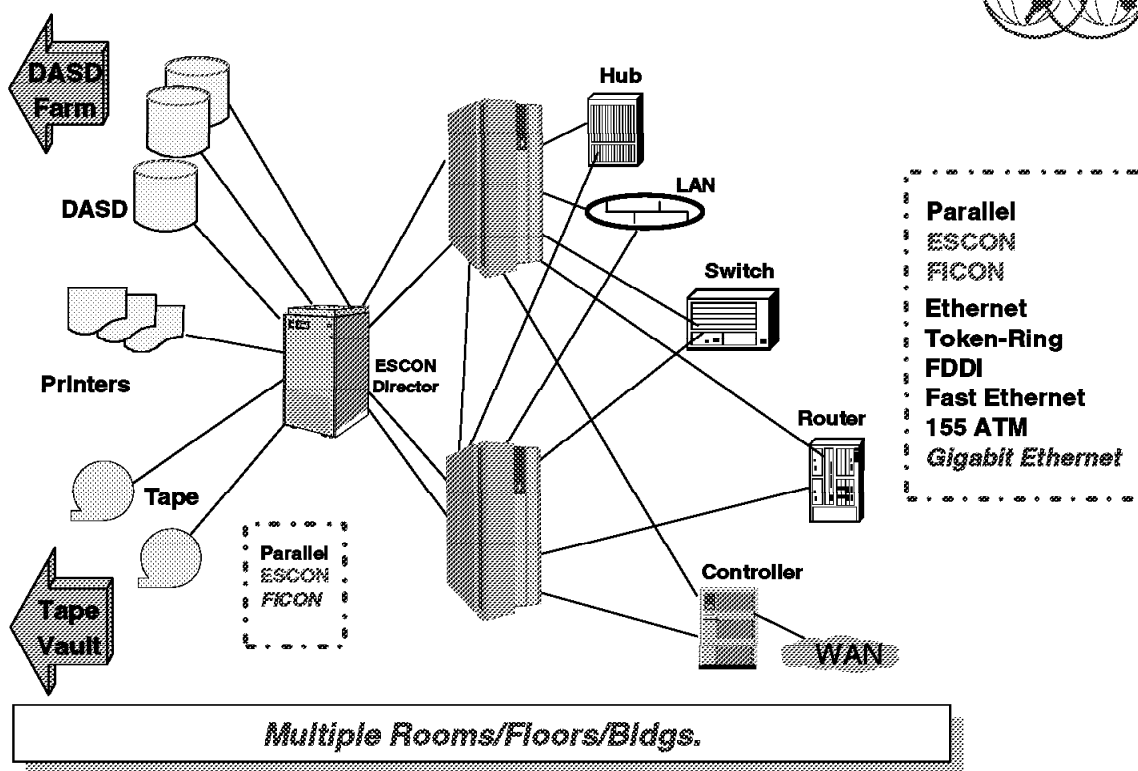 DASD
Farm
DASD
Printers
Tape
Tape
Vault
Parallel
ESCON
FICON
ESCON
Director
Hub
LAN
Switch
Router
Controller
WAN
Parallel
ESCON
FICON
Ethernet
Token-Ring
FDDI
Fast Ethernet
155 ATM
Gigabit Ethernet
Multiple Rooms/Floors/Bldgs.